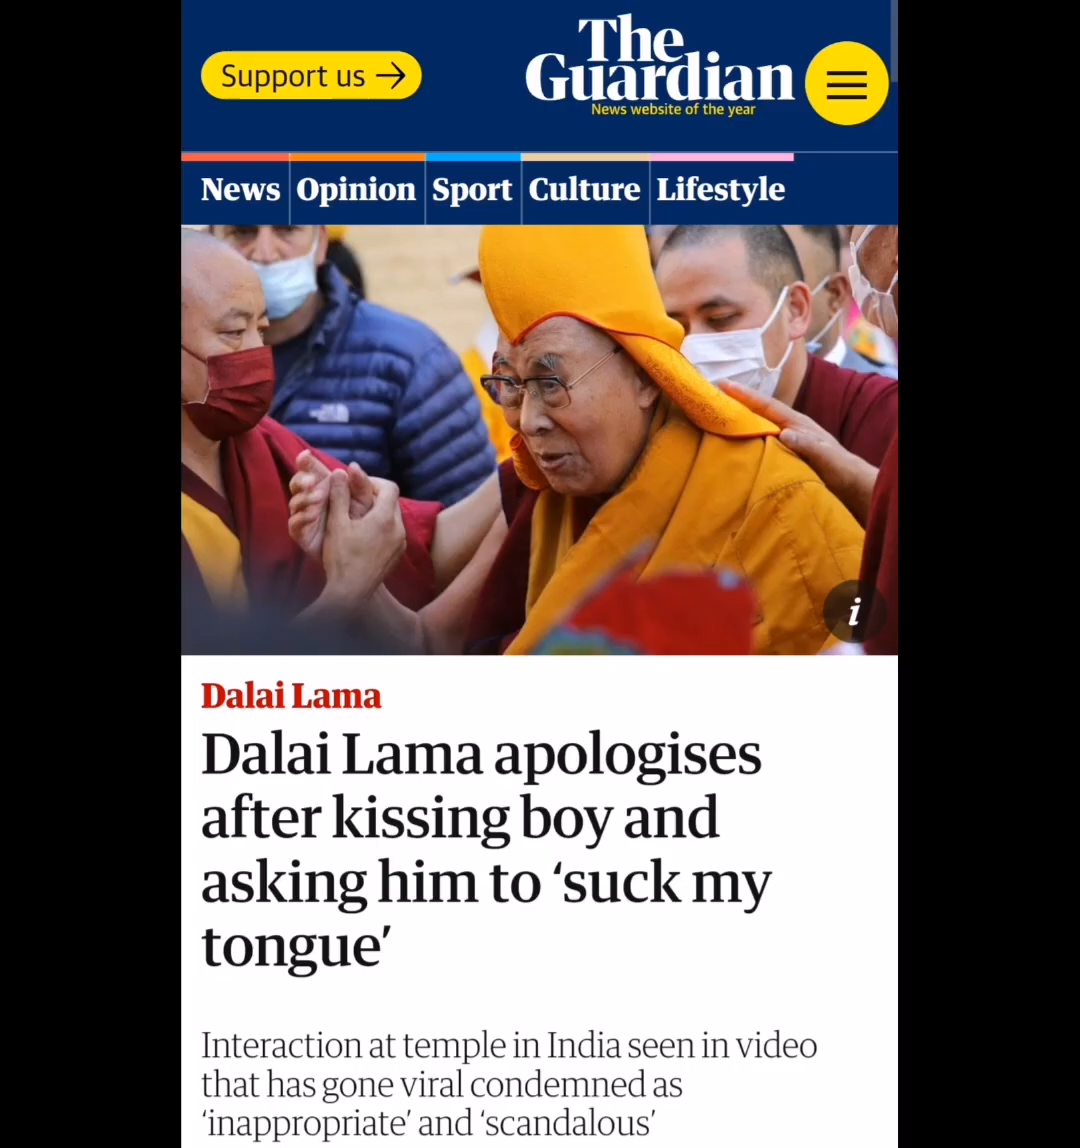 Support us →
The
Guardian
News website of the year
News Opinion Sport Culture Lifestyle
i
Dalai Lama
Dalai Lama apologises
after kissing boy and
asking him to ‘suck my
tongue’
Interaction at temple in India seen in video
that has gone viral condemned as
‘inappropriate’ and ‘scandalous’